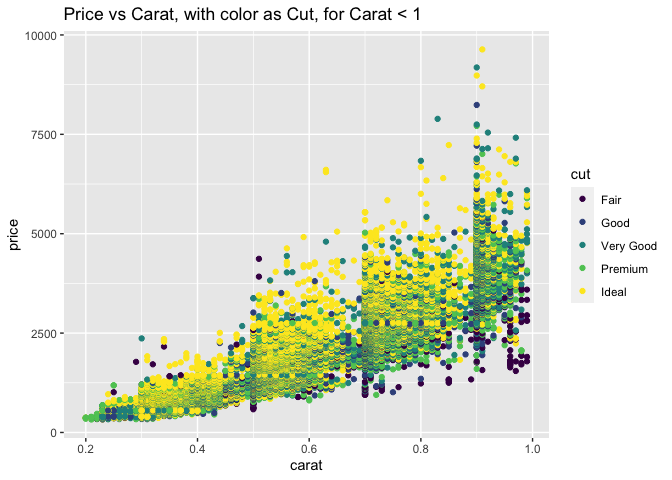 Price vs Carat, with color as Cut, for Carat < 1
10000
7500
5000
2500
0
price
0.2 0.4 0.6 0.8 1.0
carat
cut
Fair
Good
Very Good
Premium
Ideal